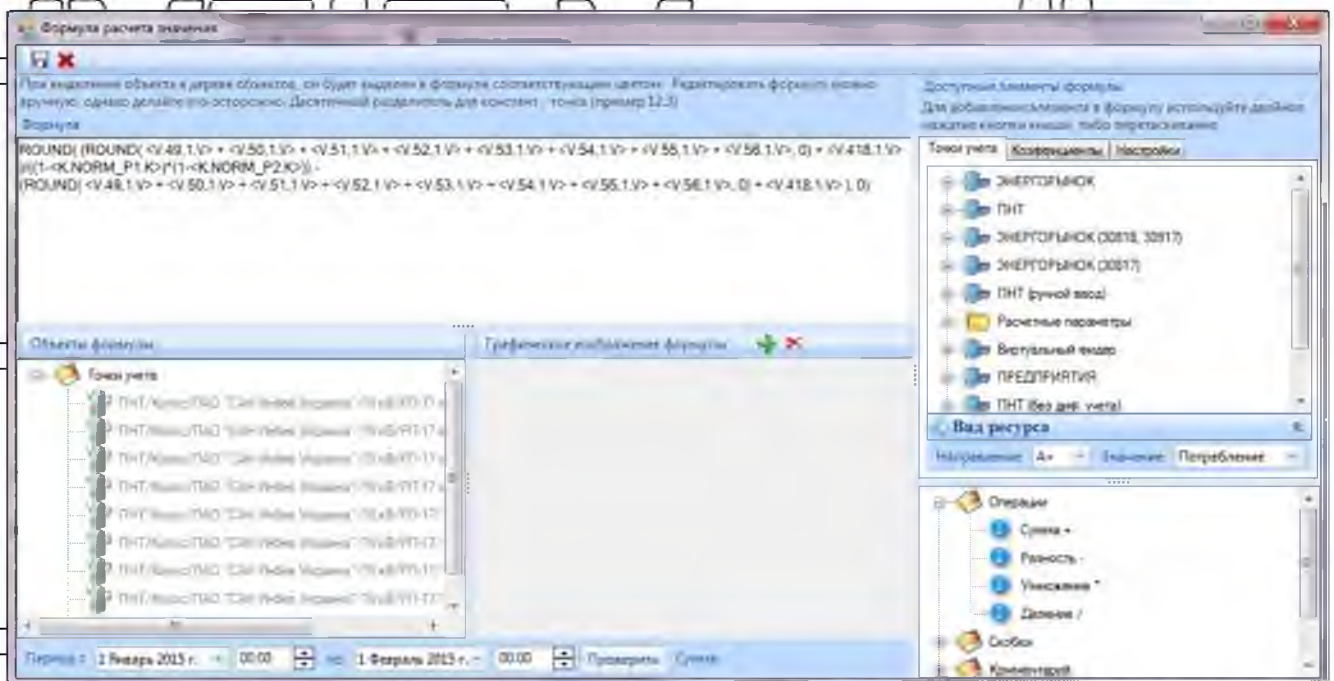 Формула расчета значения
При выделении объекта в дереве объектов, он будет выделен в формуле соответствующим цветом. Редактировать формулу можно
вручную, однако делайте это осторожно. Десятичный разделитель для констант - точка (пример 12.3)
Формула
ROUND( (ROUND( <V.49.1.V> + <V.50.1.V> + <V.51.1.V> + <V.52.1.V> + <V.53.1.V> + <V.54.1.V> + <V.55.1.V> + <V.56.1.V>, 0) + <V.418.1.V>
)/((1-<K.NORM_P1.K>)*(1-<K.NORM_P2.K>)) -
(ROUND( <V.49.1.V> + <V.50.1.V> + <V.51.1.V> + <V.52.1.V> + <V.53.1.V> + <V.54.1.V> + <V.55.1.V> + <V.56.1.V>, 0) + <V.418.1.V> ), 0)
Доступные элементы формулы
Для добавления элемента в формулу используйте двойное
нажатие кнопки мыши, либо перетаскивание
Точки учета Коэффициенты Настройки
ЭНЕРГОРЫНОК
ПНТ
ЭНЕРГОРЫНОК (30818, 30917)
ЭНЕРГОРЫНОК (30817)
ПНТ (ручной ввод)
Расчетные параметры
Виртуальный фидер
ПРЕДПРИЯТИЯ
ПНТ (без дня учета)
Вид ресурса
Направление A+ Значение Потребление
Объекты формулы
Точки учета
Графическое изображение формулы
Операции
Сумма +
Разность -
Умножение *
Деление /
Скобки
Комментарий
Период с 1 Январь 2015 г. 00:00 по 1 Февраль 2015 г. 00:00 Проверить Сумма